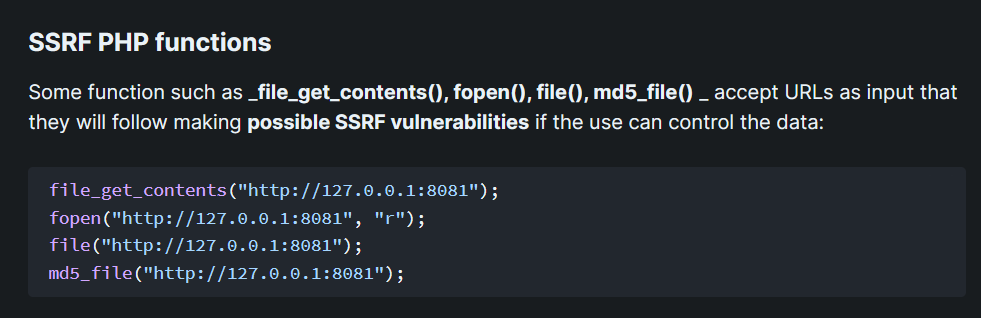 SSRF PHP functions
Some function such as _file_get_contents(), fopen(), file(), md5_file() _ accept URLs as input that
they will follow making possible SSRF vulnerabilities if the use can control the data:
file_get_contents("http://127.0.0.1:8081");
fopen("http://127.0.0.1:8081", "r");
file("http://127.0.0.1:8081");
md5_file("http://127.0.0.1:8081");